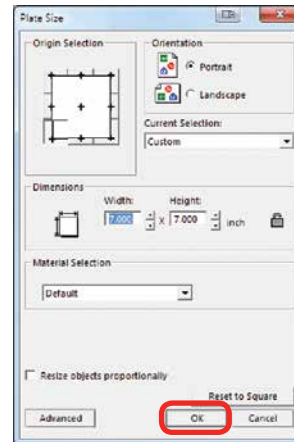 Plate Size
Origin Selection
Orientation
Portrait
Landscape
Current Selection:
Custom
Dimensions
Width:
Height:
7.000 x 7.000 inch
Material Selection
Default
Resize objects proportionally
Reset to Square
Advanced
OK
Cancel